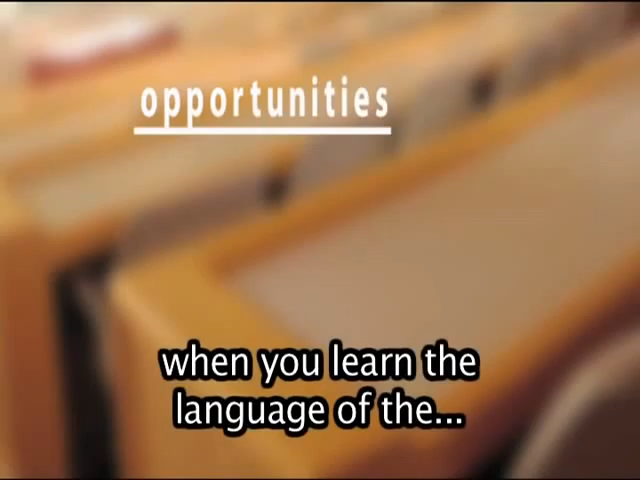 opportunities
when you learn the
language of the...